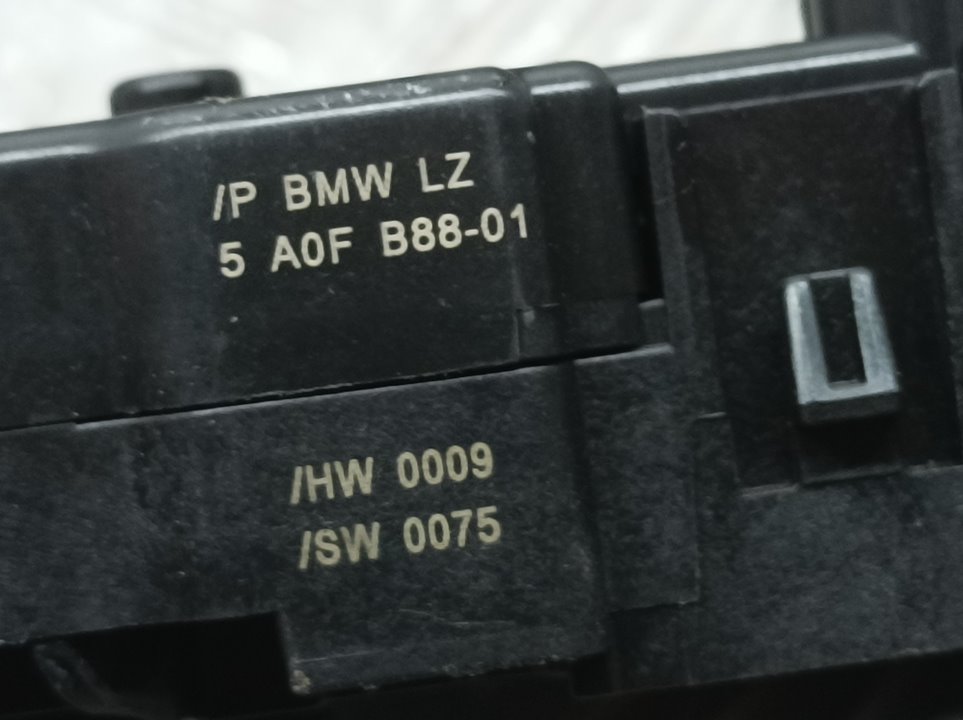 /P BMW LZ
5 A0F B88-01
/HW 0009
/SW 0075